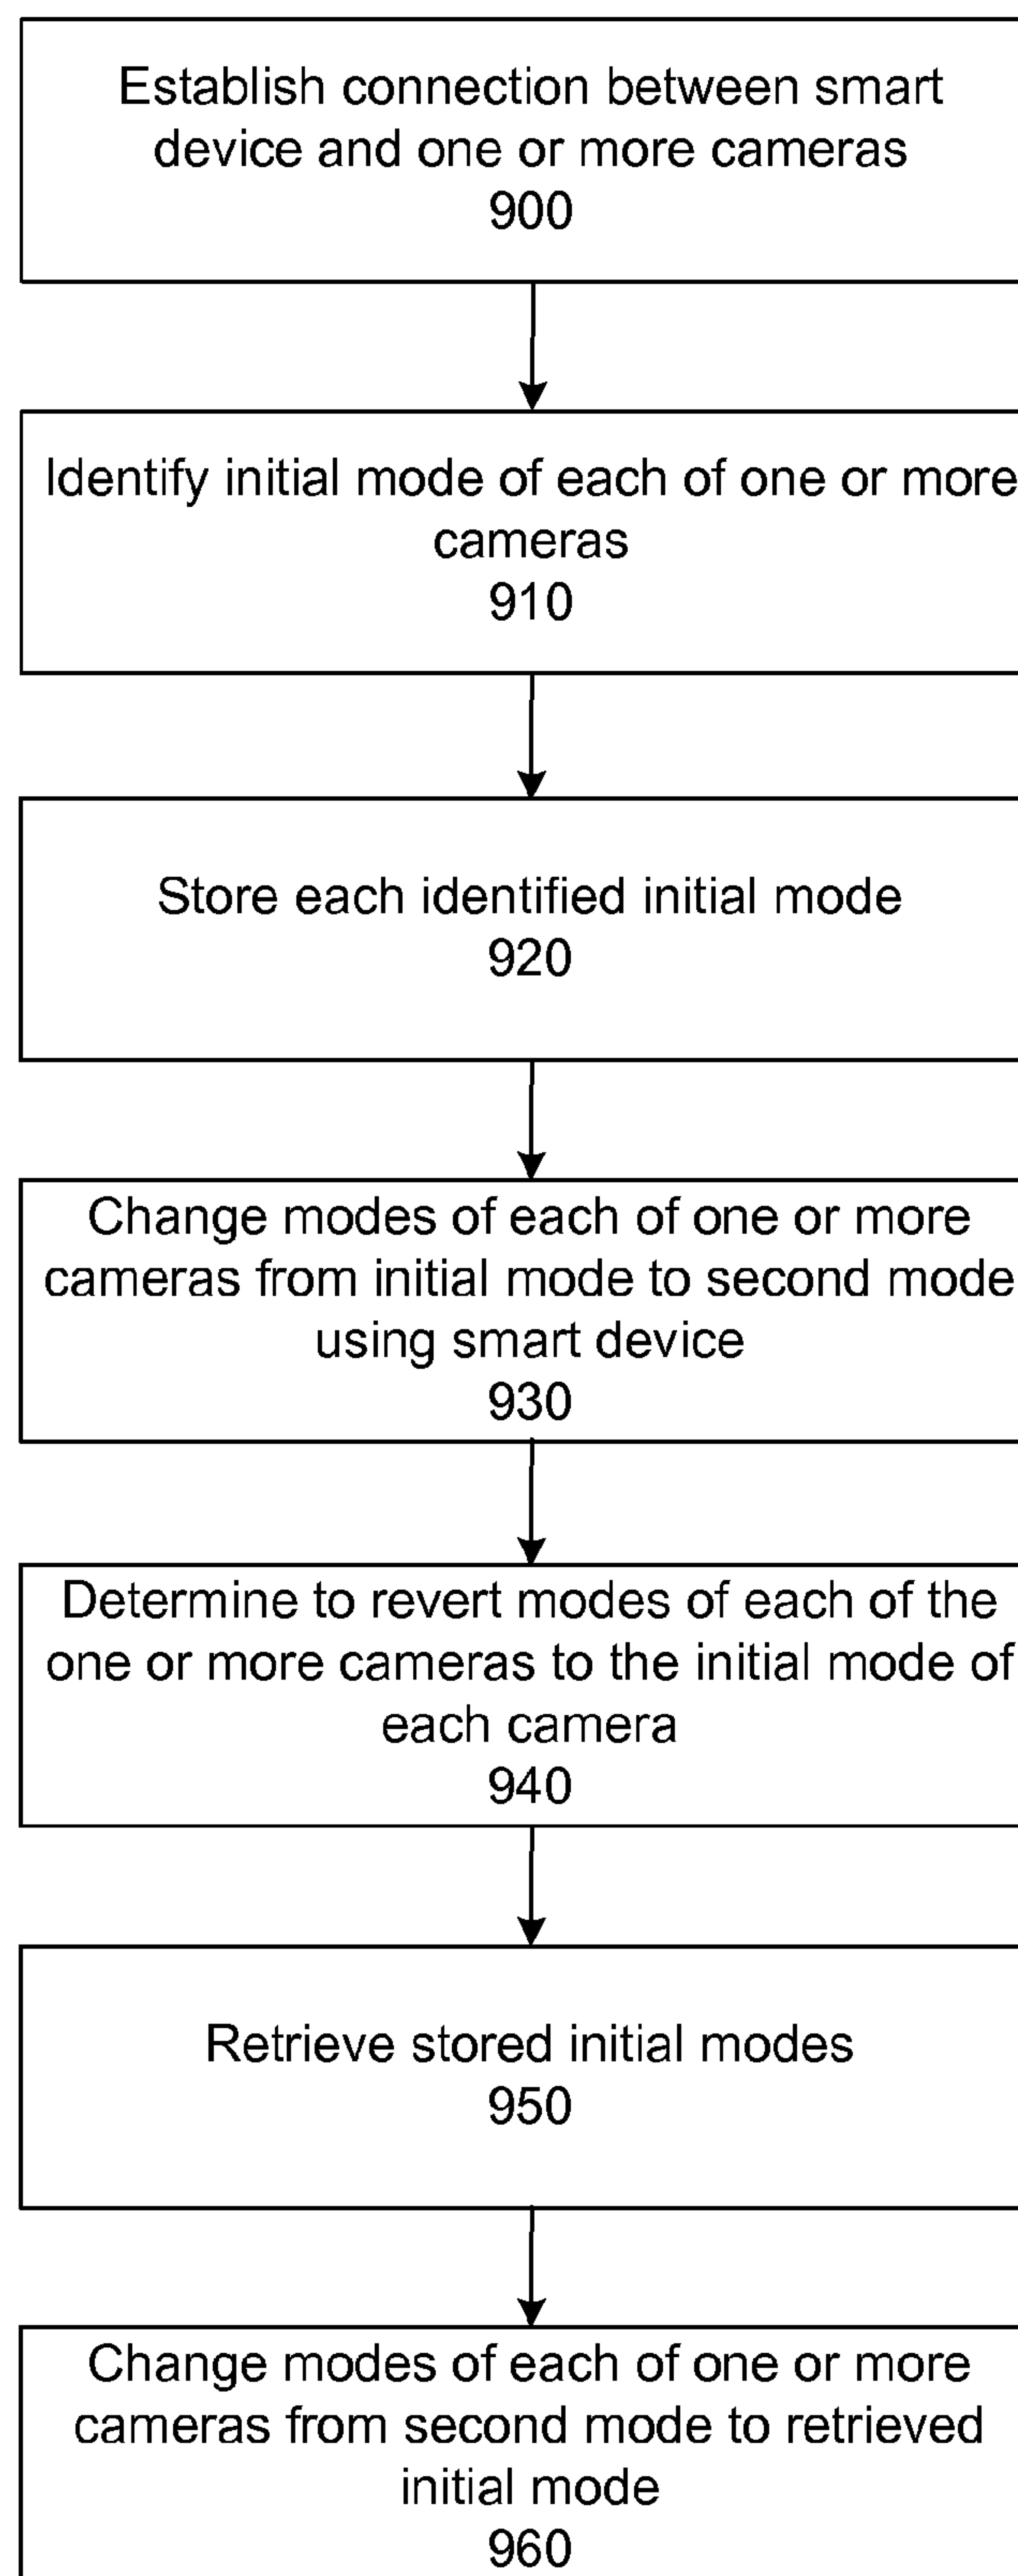 Establish connection between smart
device and one or more cameras
900
Identify initial mode of each of one or more
cameras
910
Store each identified initial mode
920
Change modes of each of one or more
cameras from initial mode to second mode
using smart device
930
Determine to revert modes of each of the
one or more cameras to the initial mode of
each camera
940
Retrieve stored initial modes
950
Change modes of each of one or more
cameras from second mode to retrieved
initial mode
960